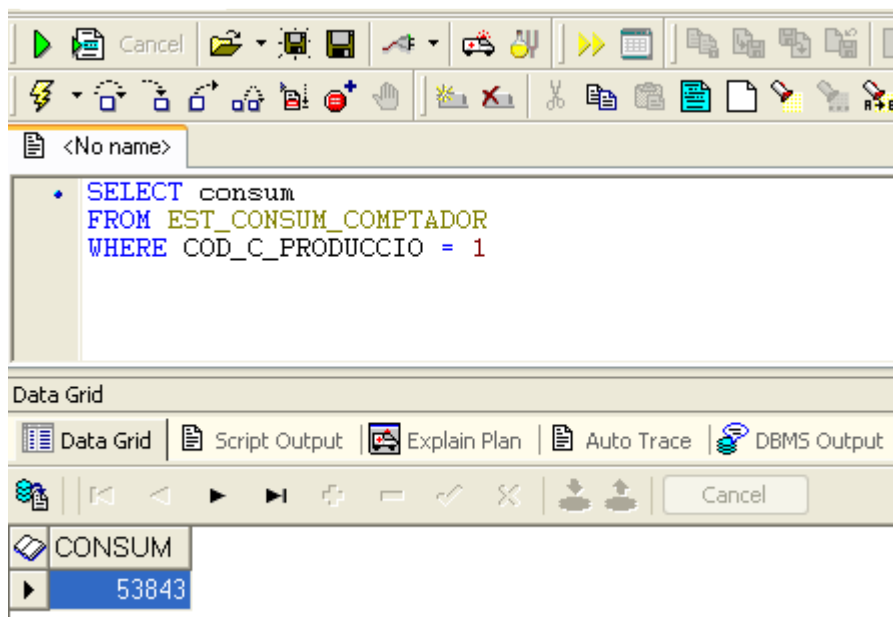 Cancel
<No name>
SELECT consum
FROM EST_CONSUM_COMPTADOR
WHERE COD_C_PRODUCCIO = 1
Data Grid
Data Grid Script Output Explain Plan Auto Trace DBMS Output
Cancel
CONSUM
53843